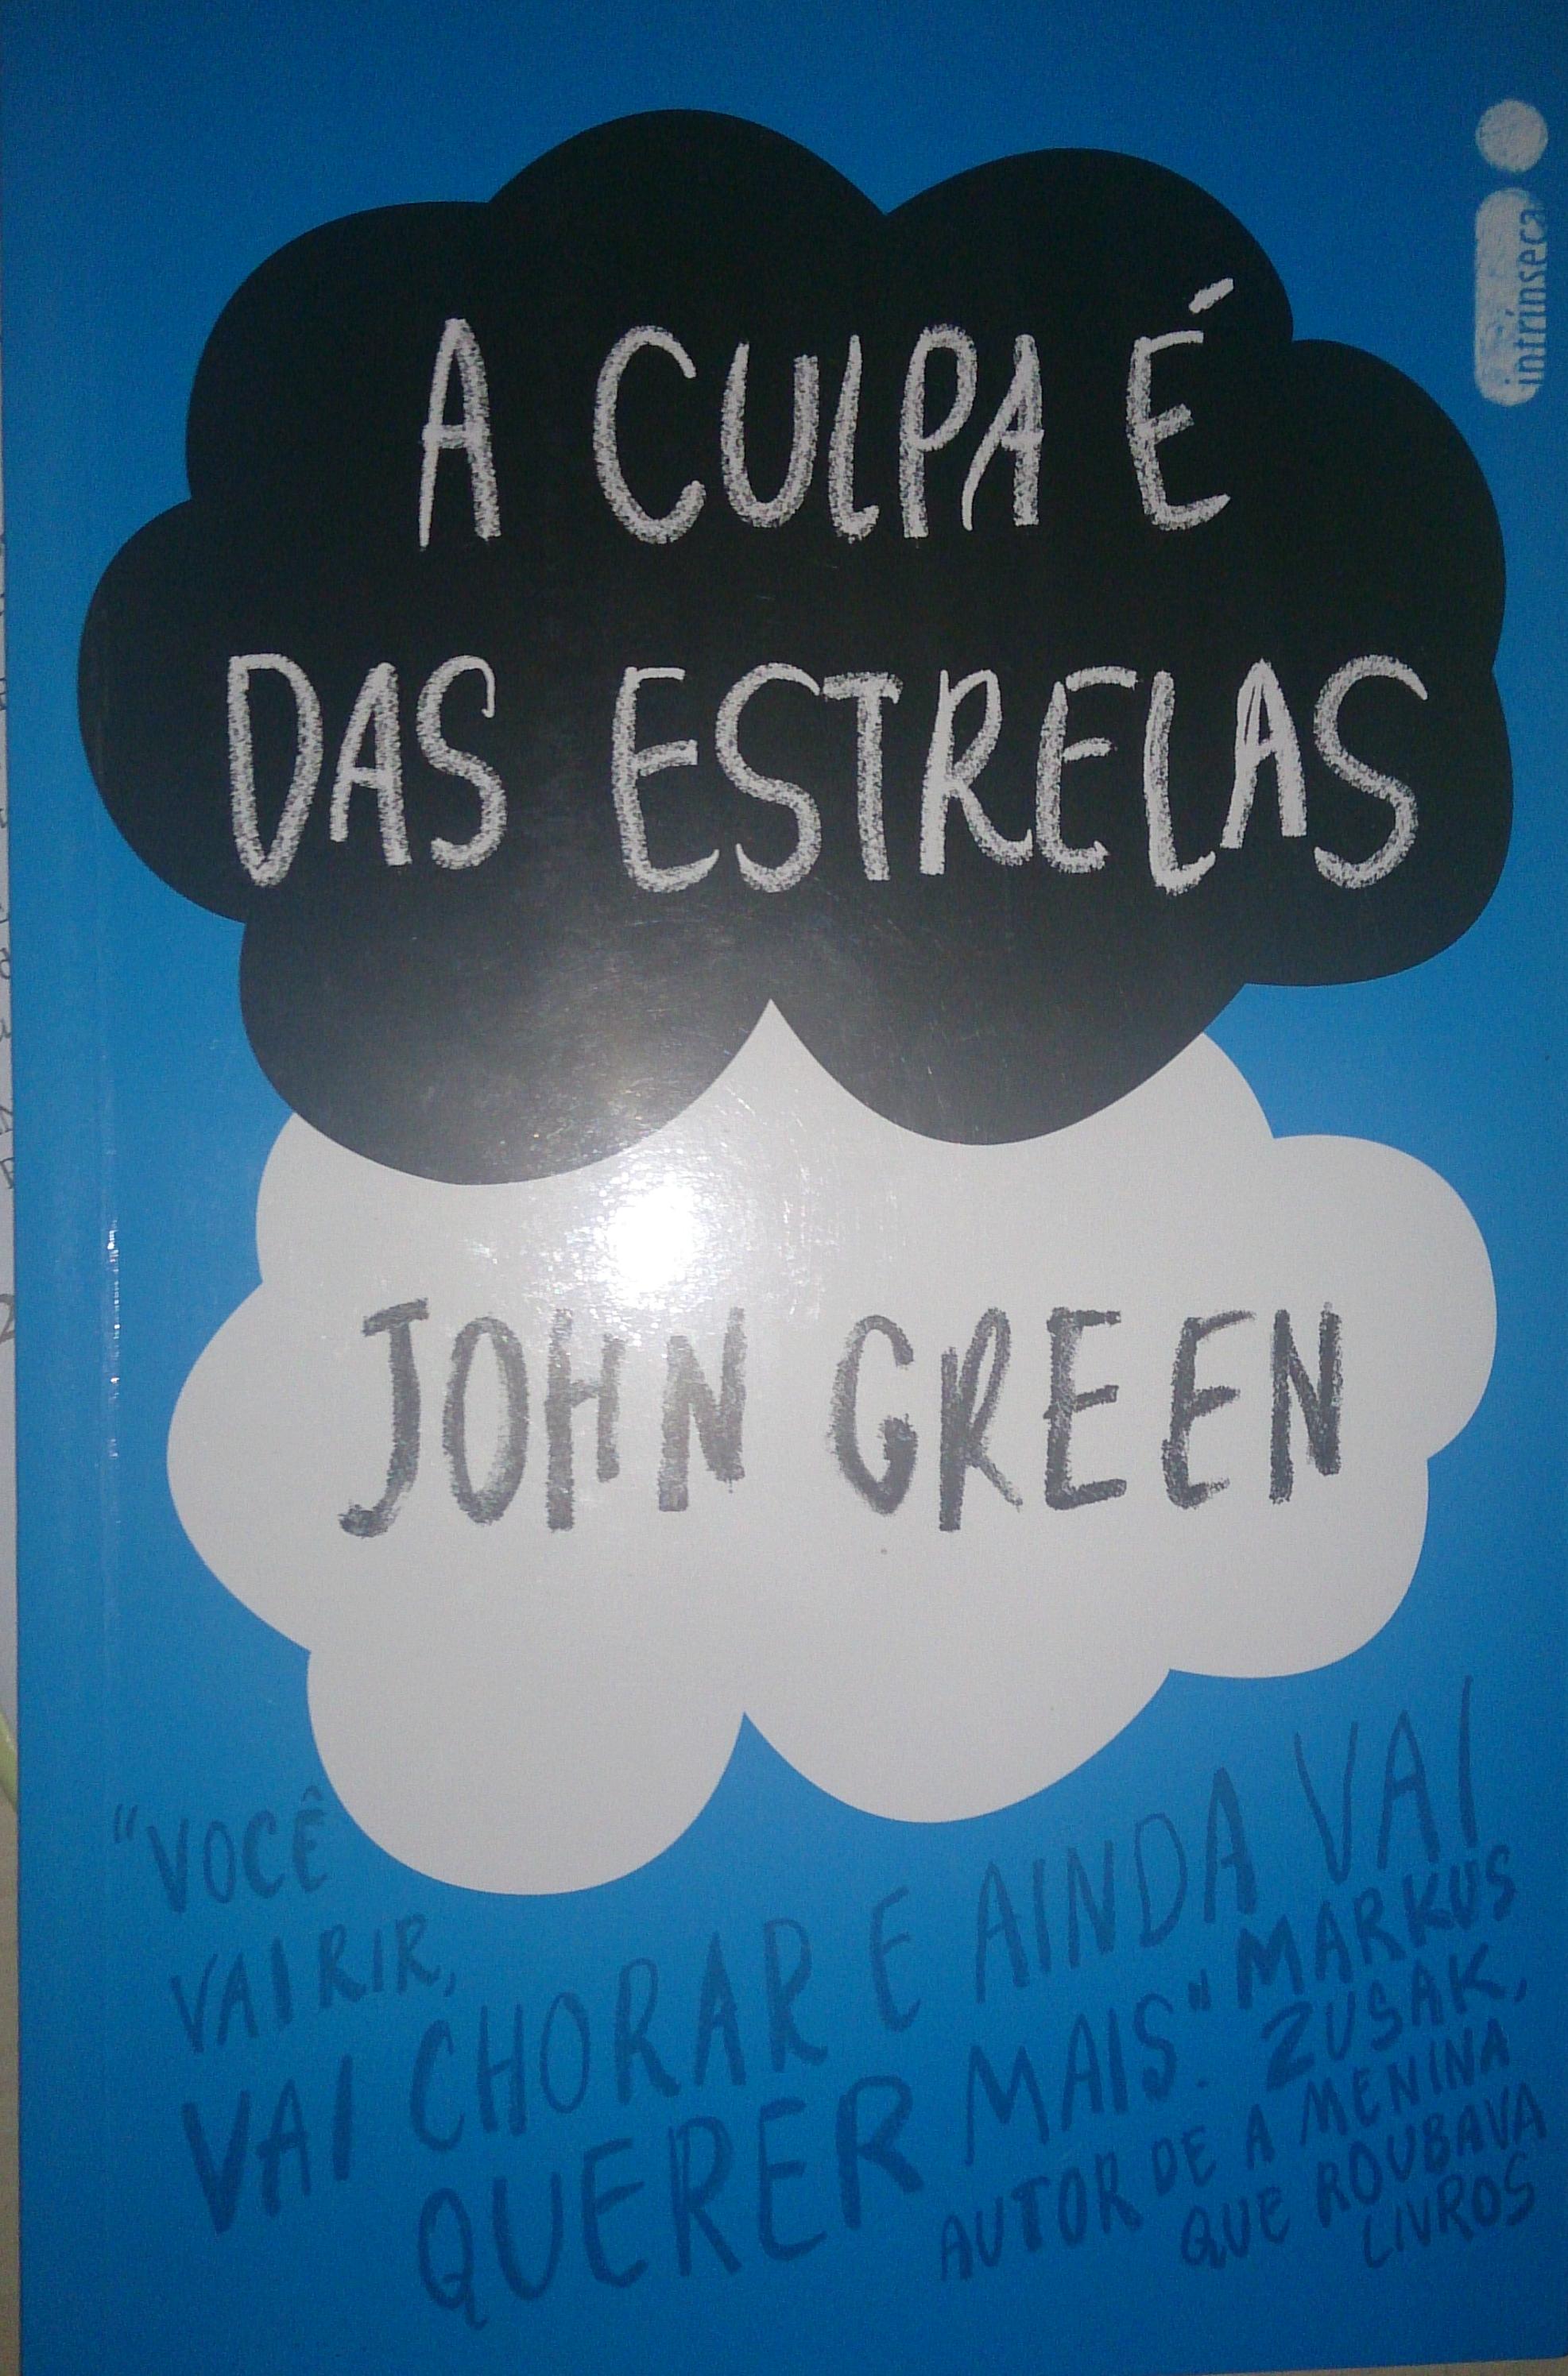 intrínseca
A CULPA É
DAS ESTRELAS
JOHN GREEN
"VOCÊ
VAI RIR,
VAI CHORAR E AINDA VAI
QUERER MAIS." MARKUS
ZUSAK,
AUTOR DE A MENINA
QUE ROUBAVA
LIVROS